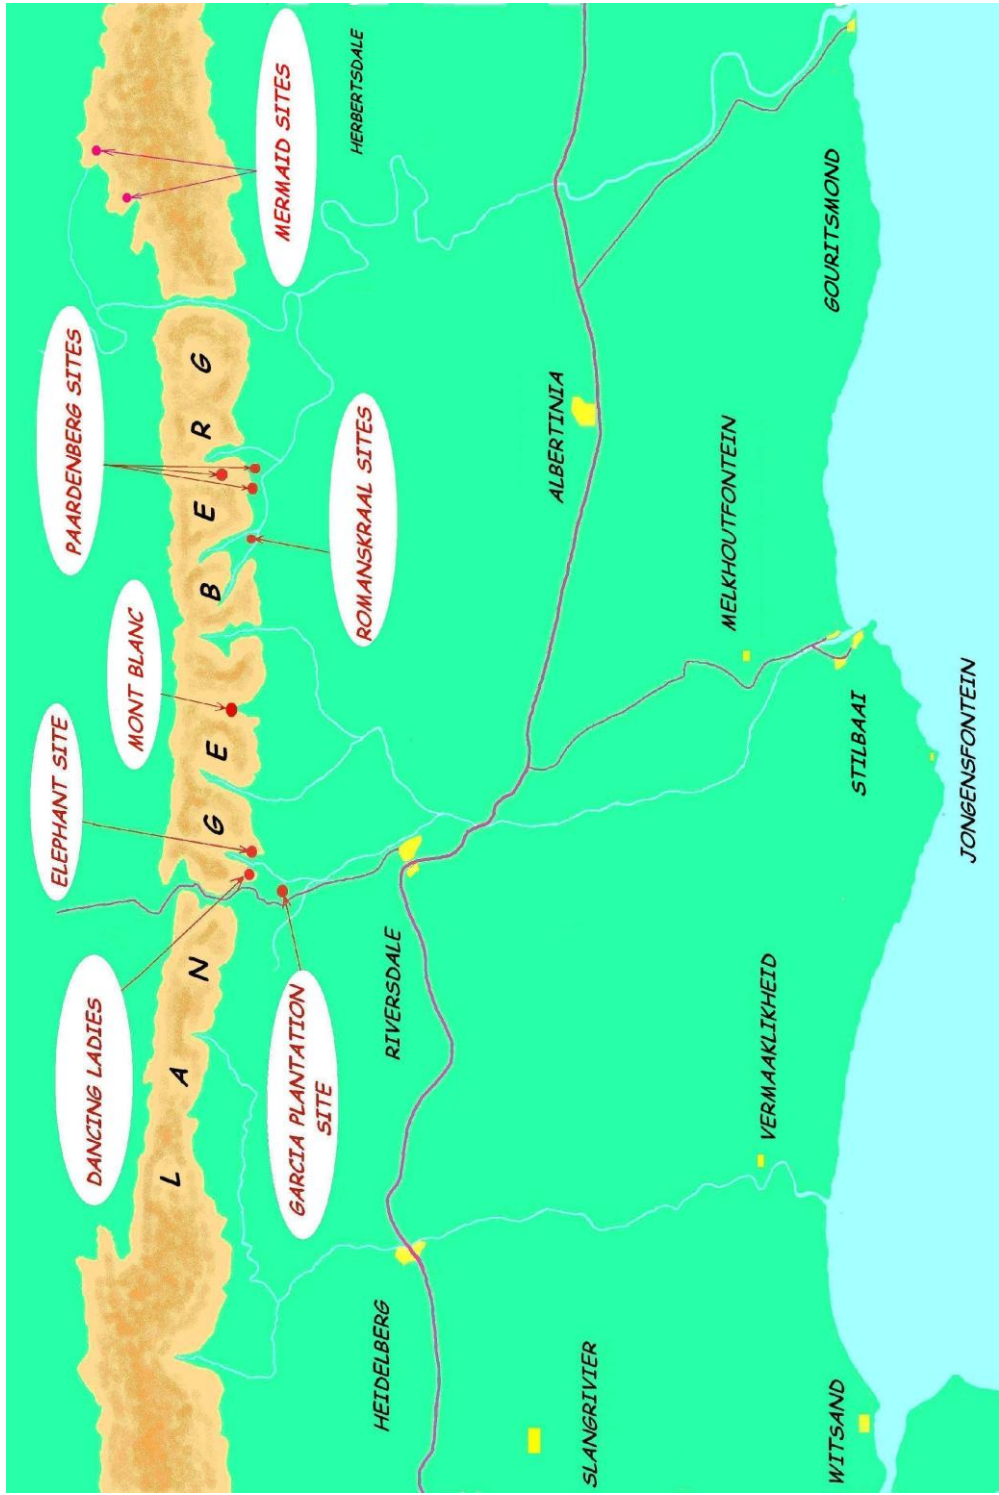 ELEPHANT SITE
MONT BLANC
PAARDENBERG SITES
DANCING LADIES
LANGEBERG
MERMAID SITES
GARCIA PLANTATION
SITE
ROMANSKRAAL SITES
HERBERTSDALE
HEIDELBERG
RIVERSDALE
ALBERTINIA
SLANGRIVIER
MELKHOUTFONTEIN
VERMAAKLIKHEID
GOURITSMOND
WITSAND
STILBAAI
JONGENSFONTEIN